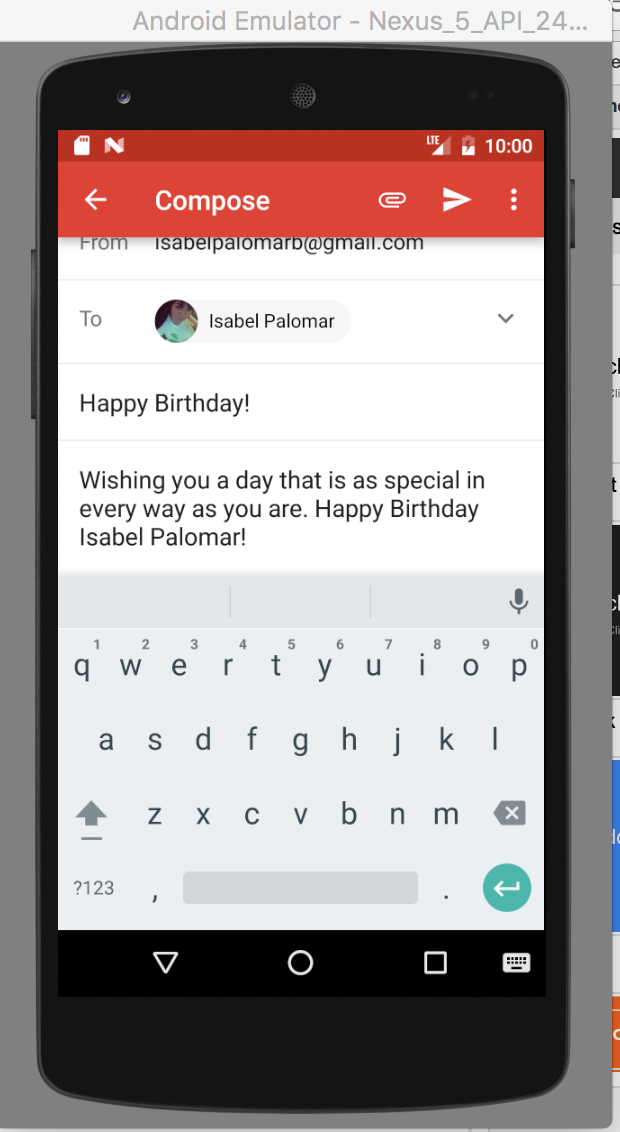 Android Emulator - Nexus_5_API_24...
LTE 10:00
Compose
From isabelpalomarb@gmail.com
To Isabel Palomar
Happy Birthday!
Wishing you a day that is as special in
every way as you are. Happy Birthday
Isabel Palomar!
1 2 3 4 5 6 7 8 9 0
q w e r t y u i o p
a s d f g h j k l
z x c v b n m
?123 , .